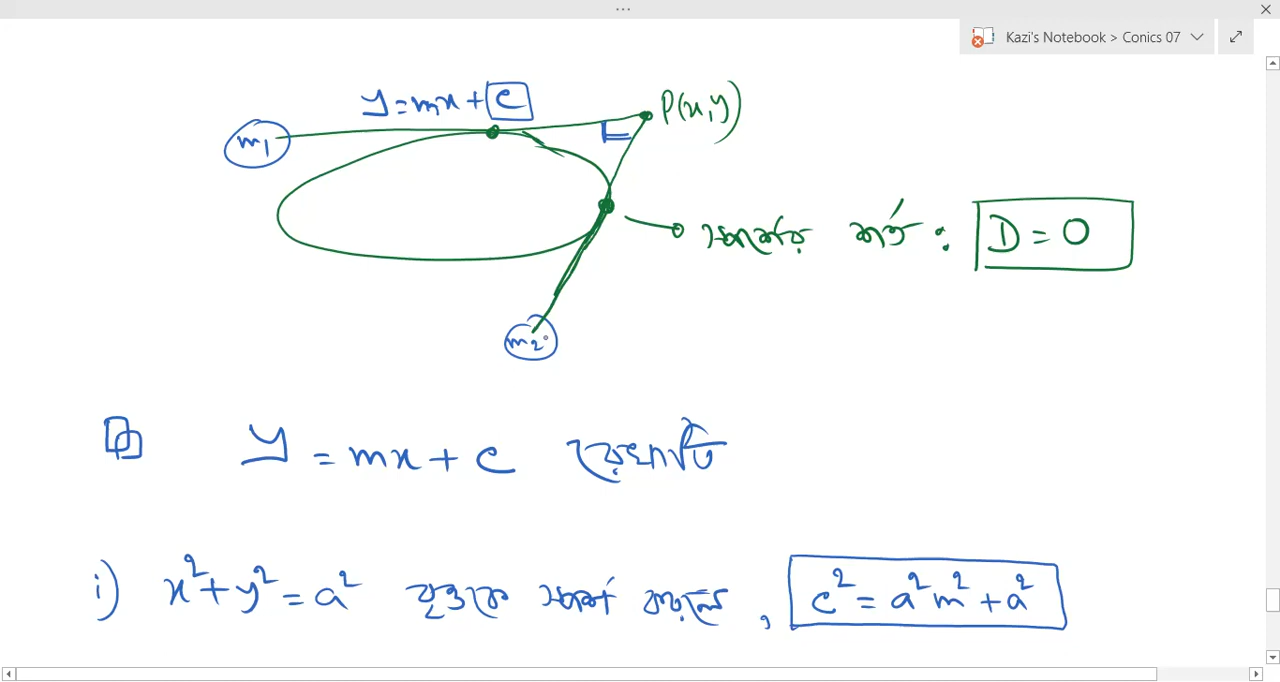 Kazi's Notebook > Conics 07
y = mx + c
P(x,y)
m₁
স্পর্শের শর্ত : D = 0
m₂
y = mx + c রেখাটি
i) x² + y² = a² বৃত্তকে স্পর্শ করলে, c² = a²m² + a²